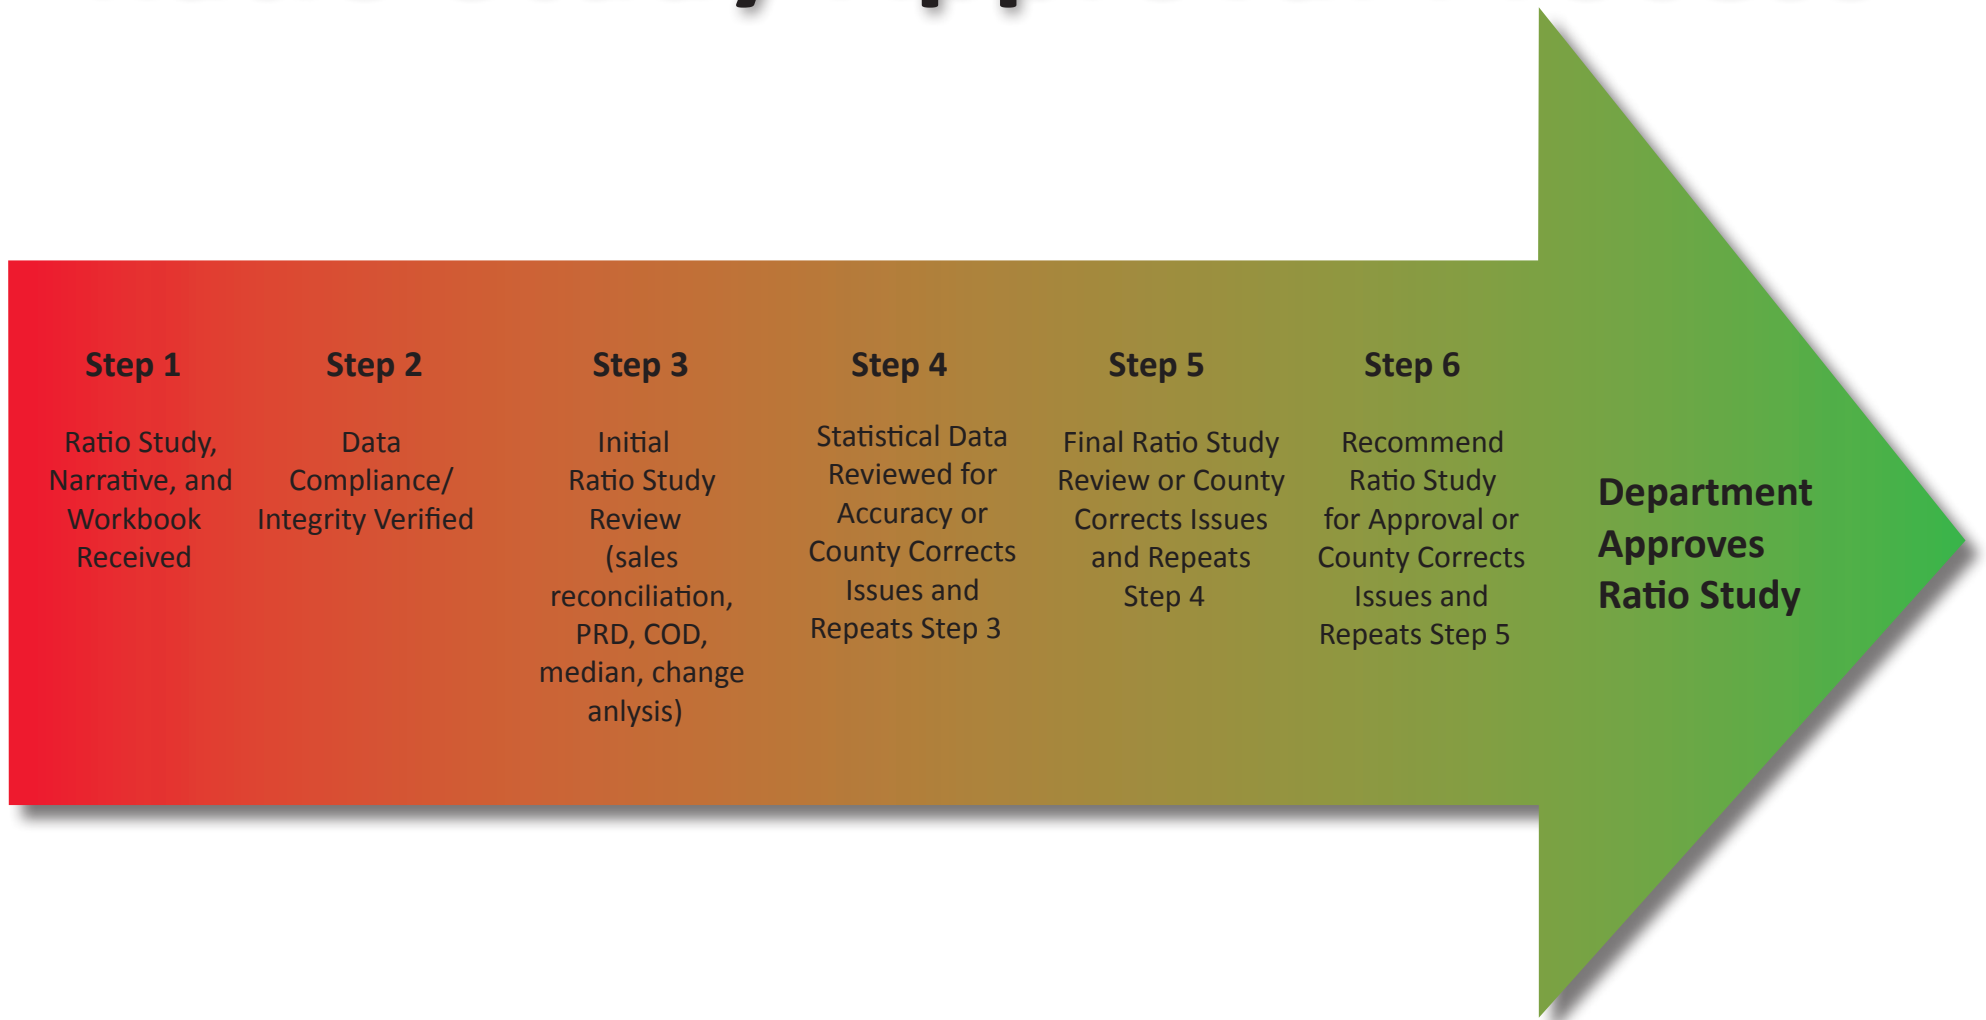 Step 1
Ratio Study,
Narrative, and
Workbook
Received
Step 2
Data
Compliance/
Integrity Verified
Step 3
Initial
Ratio Study
Review
(sales
reconciliation,
PRD, COD,
median, change
anlysis)
Step 4
Statistical Data
Reviewed for
Accuracy or
County Corrects
Issues and
Repeats Step 3
Step 5
Final Ratio Study
Review or County
Corrects Issues
and Repeats
Step 4
Step 6
Recommend
Ratio Study
for Approval or
County Corrects
Issues and
Repeats Step 5
Department
Approves
Ratio Study